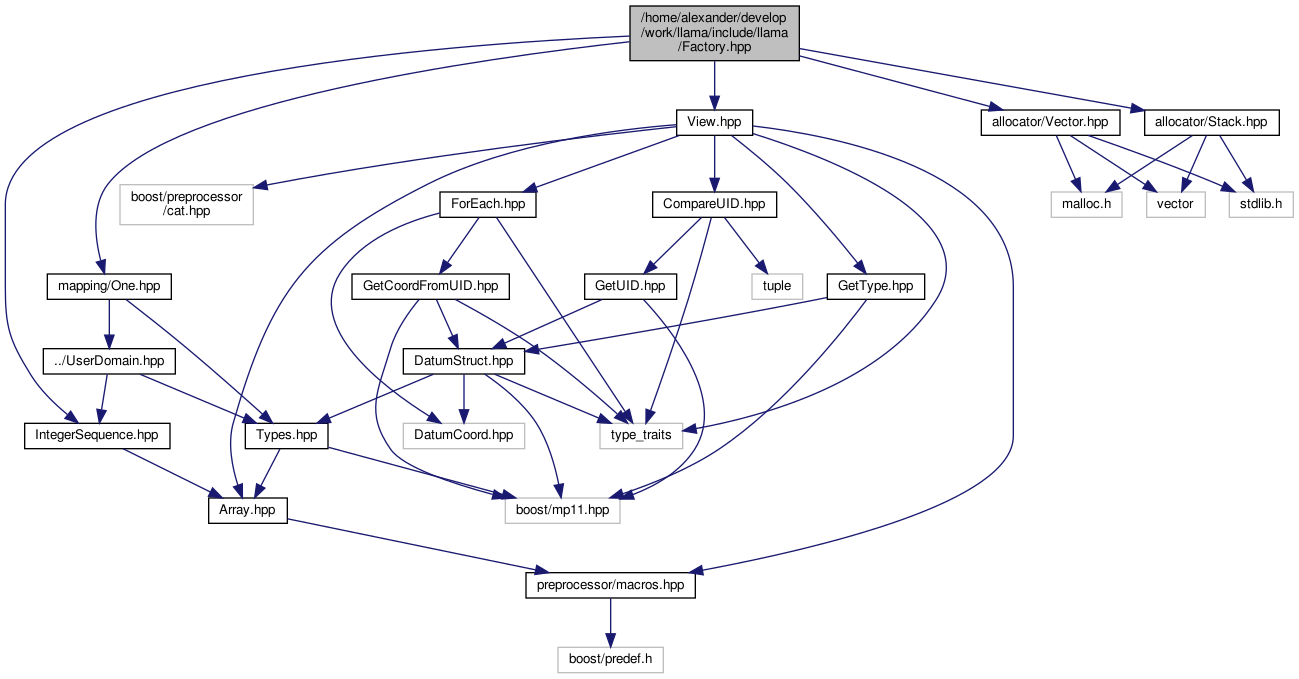 /home/alexander/develop
/work/llama/include/llama
/Factory.hpp
View.hpp
allocator/Vector.hpp
allocator/Stack.hpp
boost/preprocessor
/cat.hpp
ForEach.hpp
CompareUID.hpp
malloc.h
vector
stdlib.h
mapping/One.hpp
GetCoordFromUID.hpp
GetUID.hpp
tuple
GetType.hpp
../UserDomain.hpp
DatumStruct.hpp
IntegerSequence.hpp
Types.hpp
DatumCoord.hpp
type_traits
Array.hpp
boost/mp11.hpp
preprocessor/macros.hpp
boost/predef.h